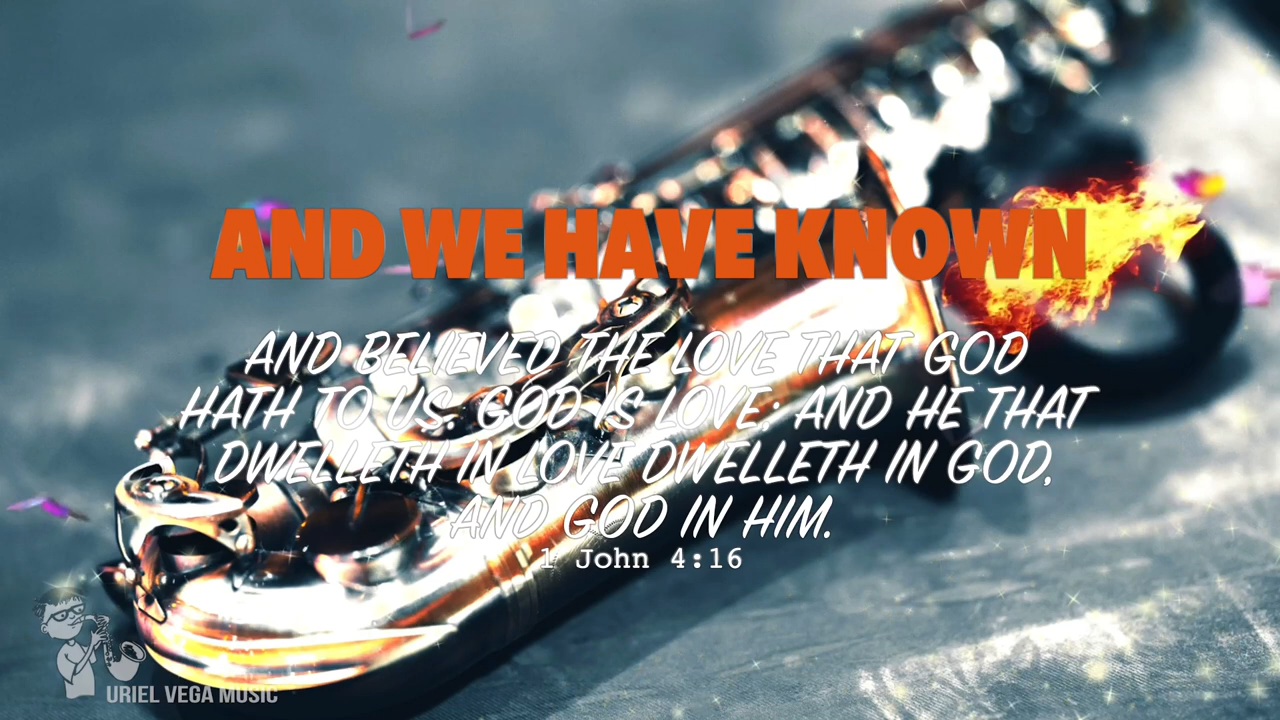 AND WE HAVE KNOWN
AND BELIEVED THE LOVE THAT GOD
HATH TO US. GOD IS LOVE; AND HE THAT
DWELLETH IN LOVE DWELLETH IN GOD,
AND GOD IN HIM.
1 John 4:16
URIEL VEGA MUSIC